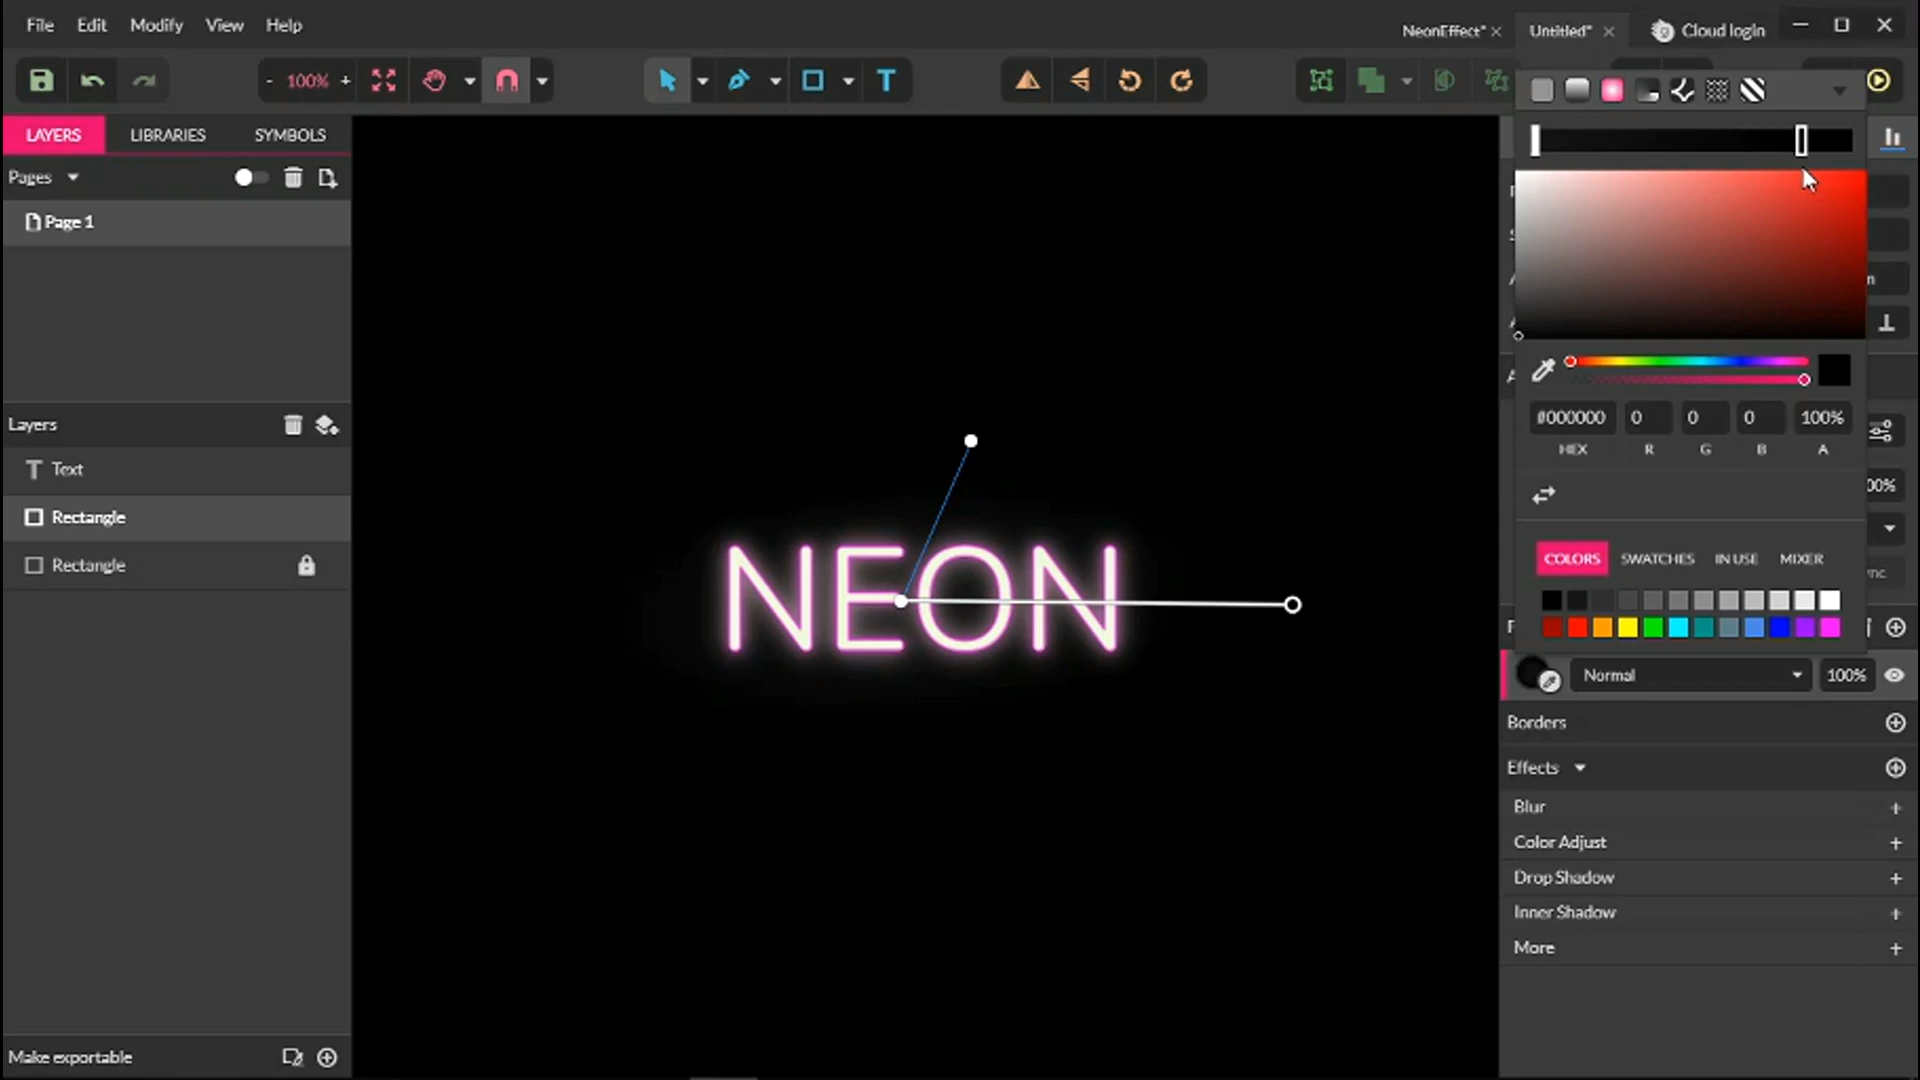 File Edit Modify View Help
NeonEffect* Untitled* Cloud login
- 100% +
T
LAYERS LIBRARIES SYMBOLS
Pages
Page 1
Layers
Text
Rectangle
Rectangle
NEON
#000000 0 0 0 100%
HEX R G B A
00%
COLORS SWATCHES IN USE MIXER
Normal 100%
Borders
Effects
Blur
Color Adjust
Drop Shadow
Inner Shadow
More
Make exportable